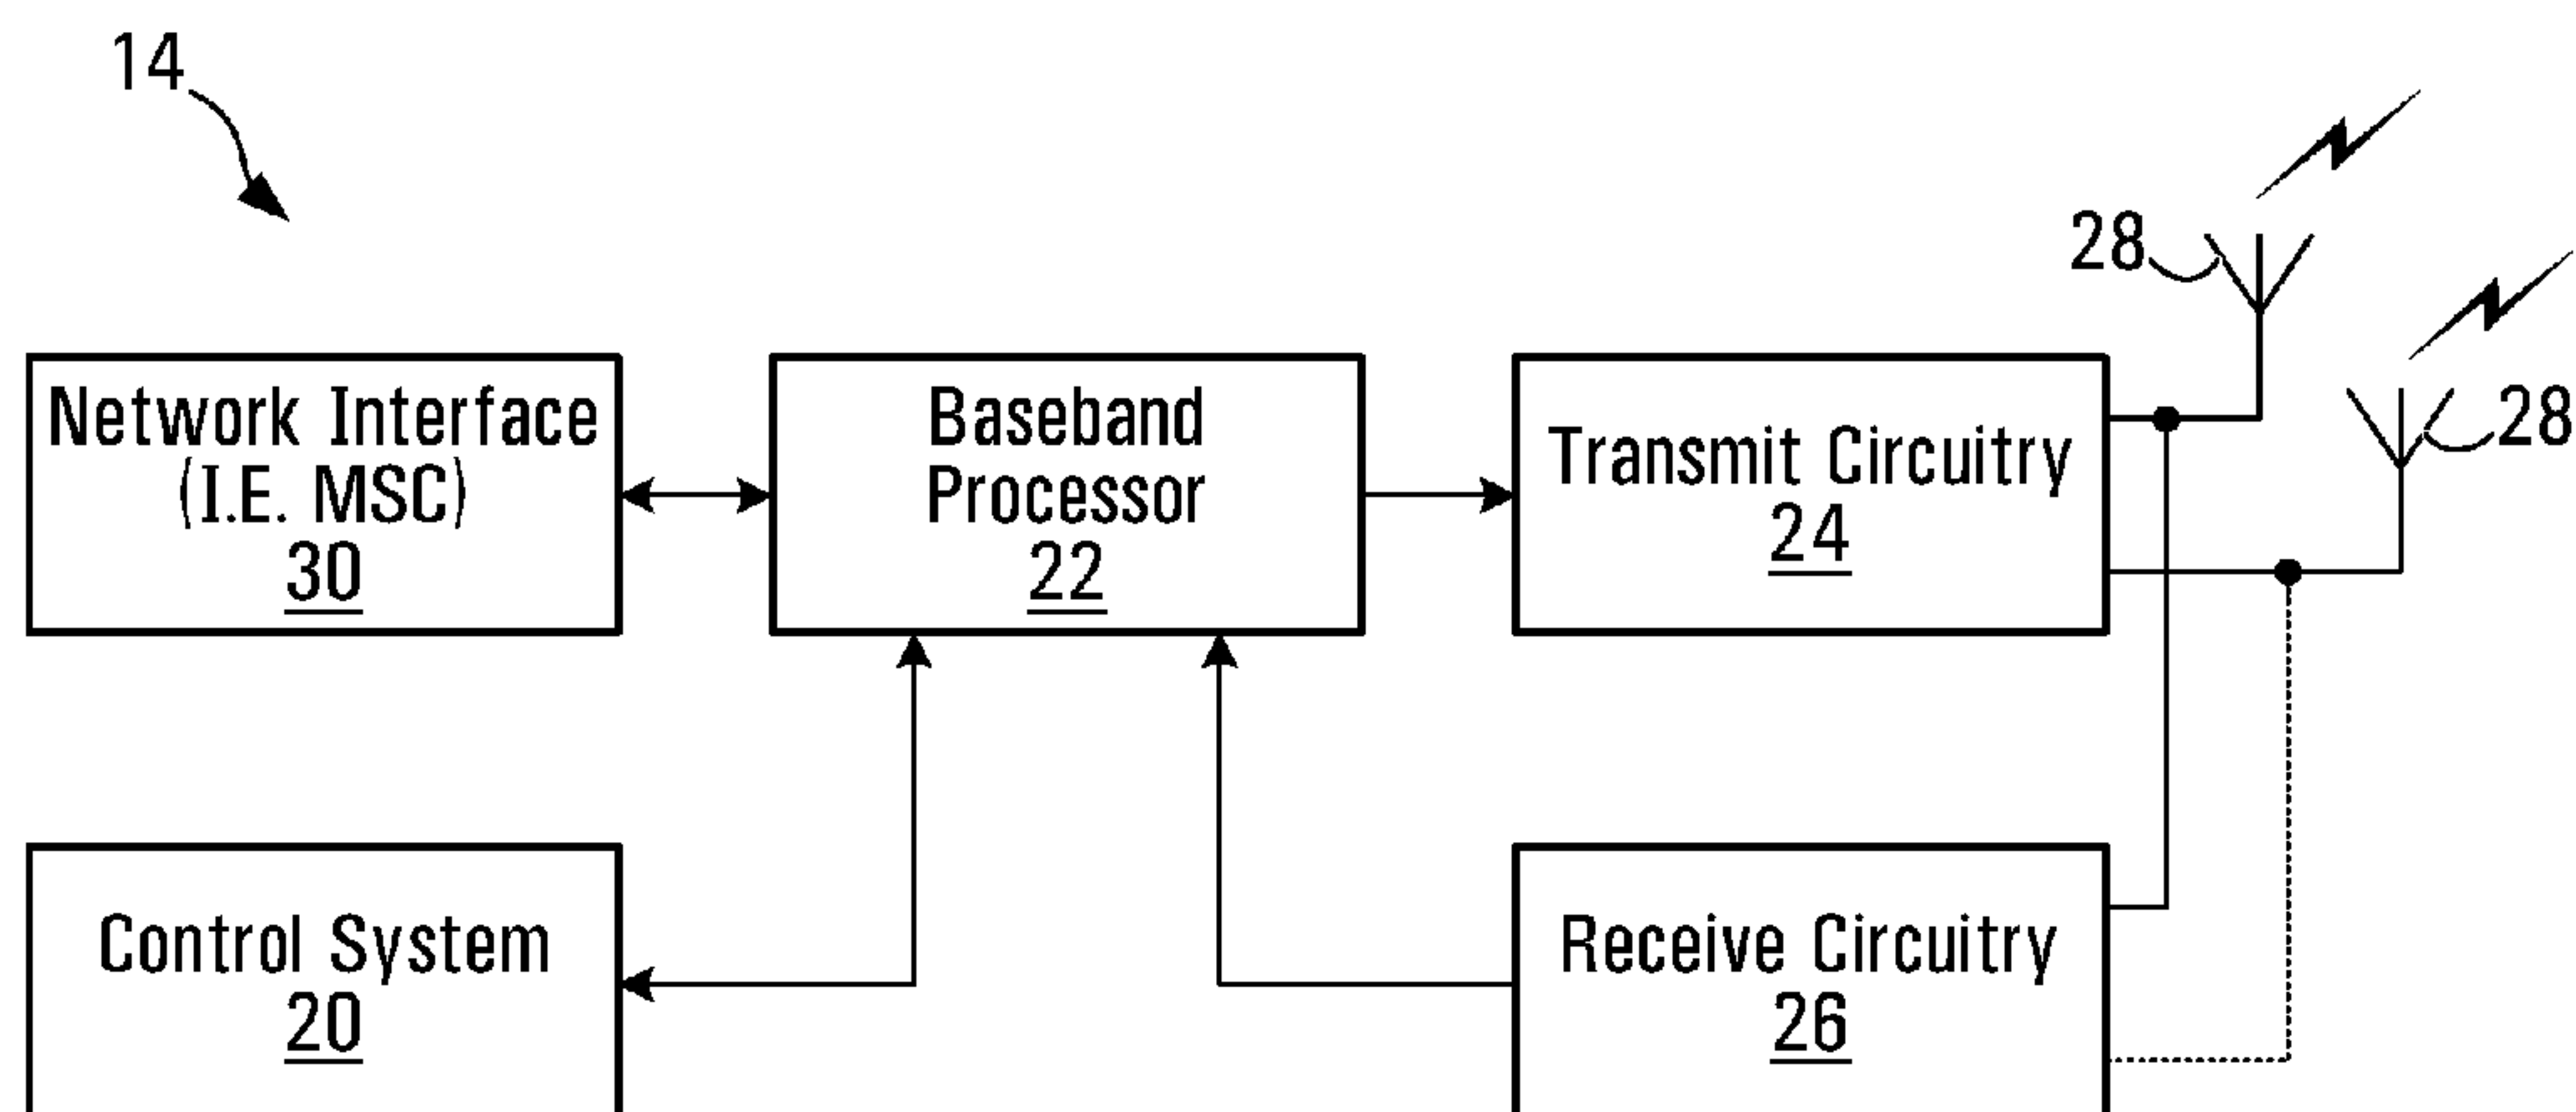 14
28
28
Network Interface
(I.E. MSC)
30
Baseband
Processor
22
Transmit Circuitry
24
Control System
20
Receive Circuitry
26